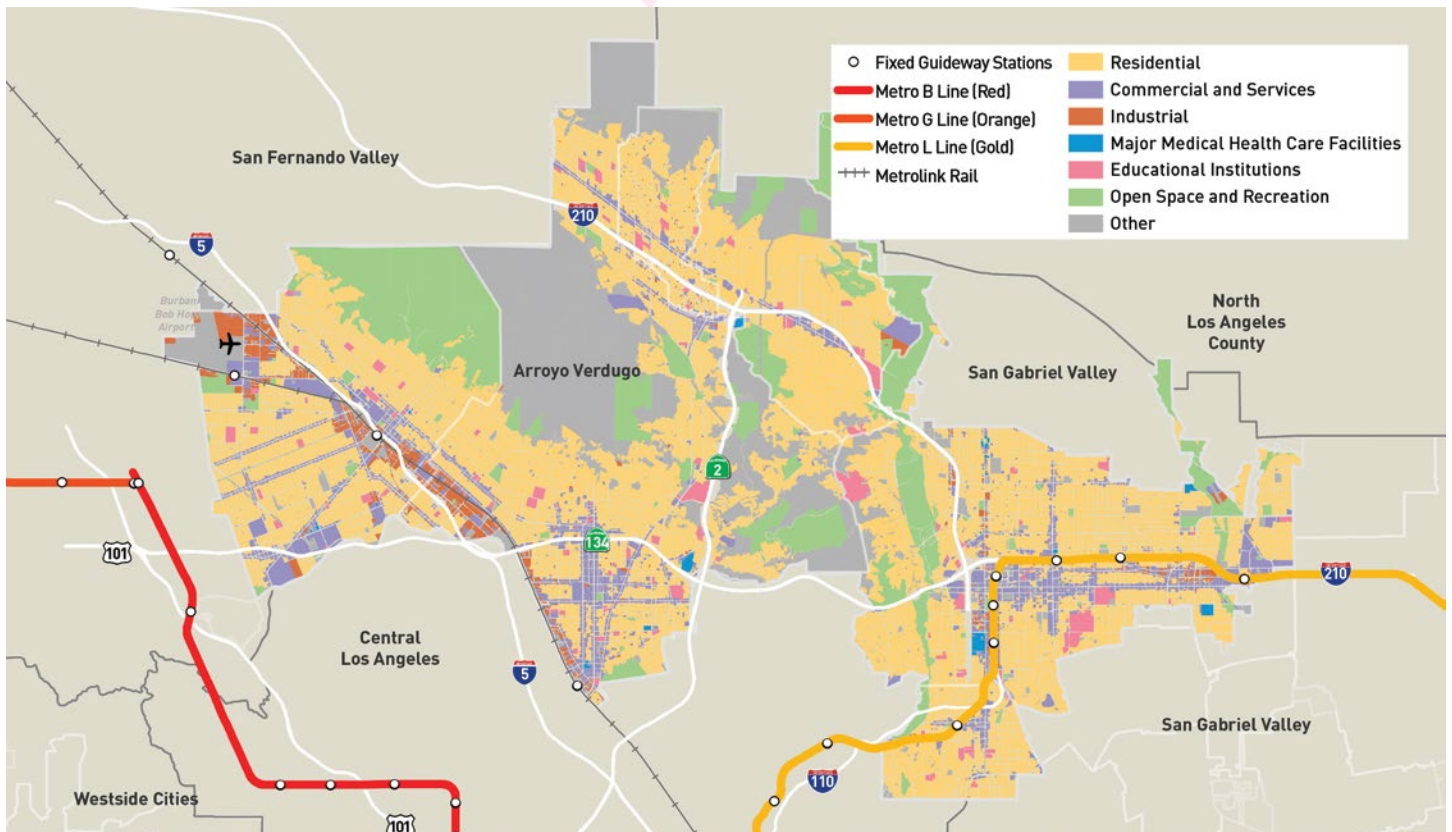 Fixed Guideway Stations
Metro B Line (Red)
Metro G Line (Orange)
Metro L Line (Gold)
Metrolink Rail
Residential
Commercial and Services
Industrial
Major Medical Health Care Facilities
Educational Institutions
Open Space and Recreation
Other
San Fernando Valley
210
5
Burban
Bob Hop
Airport
North
Los Angeles
County
Arroyo Verdugo
San Gabriel Valley
2
134
101
210
Central
Los Angeles
5
San Gabriel Valley
110
Westside Cities
101